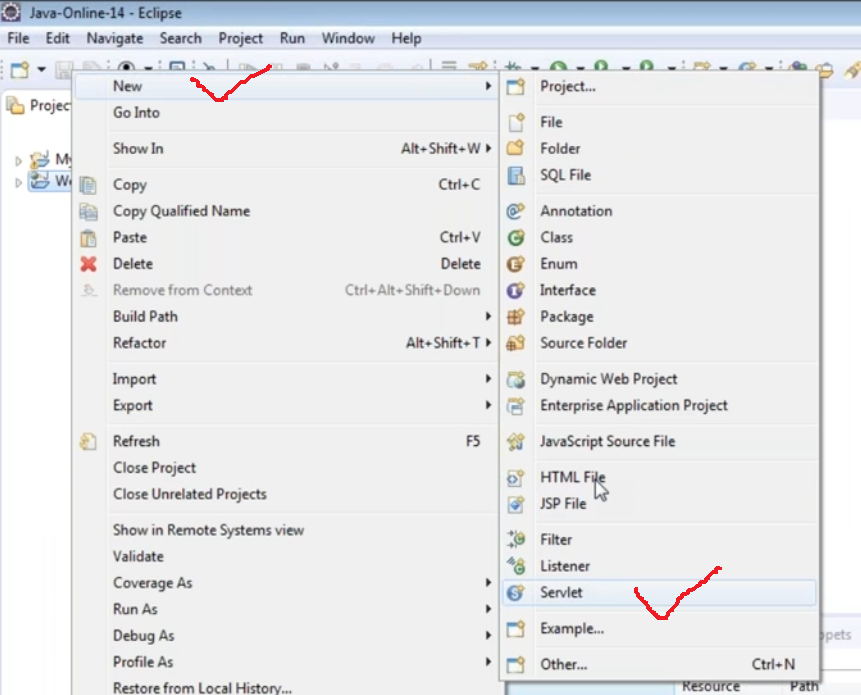 Java-Online-14 - Eclipse
File Edit Navigate Search Project Run Window Help
New
Go Into
Show In Alt+Shift+W
Copy Ctrl+C
Copy Qualified Name
Paste Ctrl+V
Delete Delete
Remove from Context Ctrl+Alt+Shift+Down
Build Path
Refactor Alt+Shift+T
Import
Export
Refresh F5
Close Project
Close Unrelated Projects
Show in Remote Systems view
Validate
Coverage As
Run As
Debug As
Profile As
Restore from Local History...
Project...
File
Folder
SQL File
Annotation
Class
Enum
Interface
Package
Source Folder
Dynamic Web Project
Enterprise Application Project
JavaScript Source File
HTML File
JSP File
Filter
Listener
Servlet
Example...
Other... Ctrl+N
Resource Path